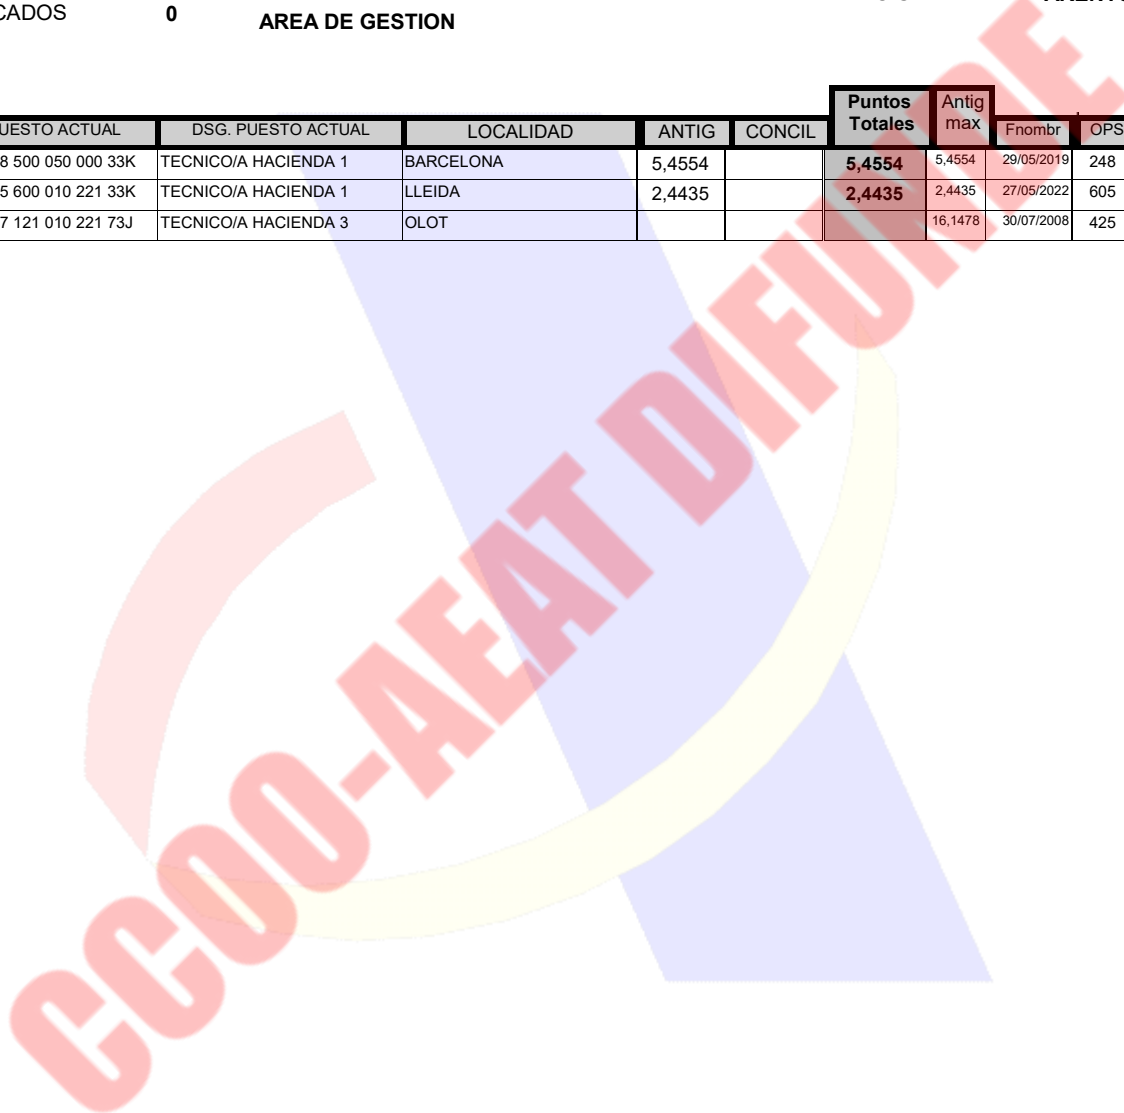 CADOS 0 AREA DE GESTION
UESTO ACTUAL DSG. PUESTO ACTUAL LOCALIDAD ANTIG CONCIL Puntos Totales Antig max Fnombr OPS
8 500 050 000 33K TECNICO/A HACIENDA 1 BARCELONA 5,4554 5,4554 5,4554 29/05/2019 248
5 600 010 221 33K TECNICO/A HACIENDA 1 LLEIDA 2,4435 2,4435 2,4435 27/05/2022 605
7 121 010 221 73J TECNICO/A HACIENDA 3 OLOT 16,1478 30/07/2008 425
CCOO-AEAT DIFUNDE